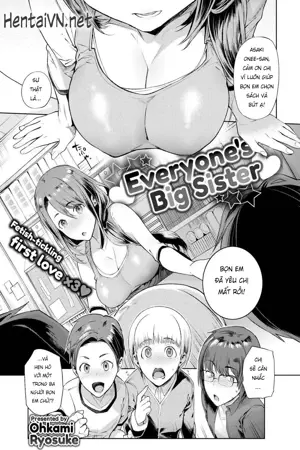 HentaiVN.net
ASAKI
ONEE-SAN,
CẢM ƠN CHỊ
VÌ LUÔN GIÚP
BỌN EM CHỌN
SÁCH VÀ
BÚT Ạ!
SỰ
THẬT
LÀ...
Everyone's
Big Sister
Fetish-tickling
first love x3
BỌN EM
ĐÃ YÊU CHỊ
MẤT RỒI!
...VÀ
HẸN HÒ
VỚI MỘT
TRONG BA
NGƯỜI BỌN
EM CHỨ?
CHỊ
SẼ CÂN
NHẮC...
Presented by
Ohkami
Ryosuke